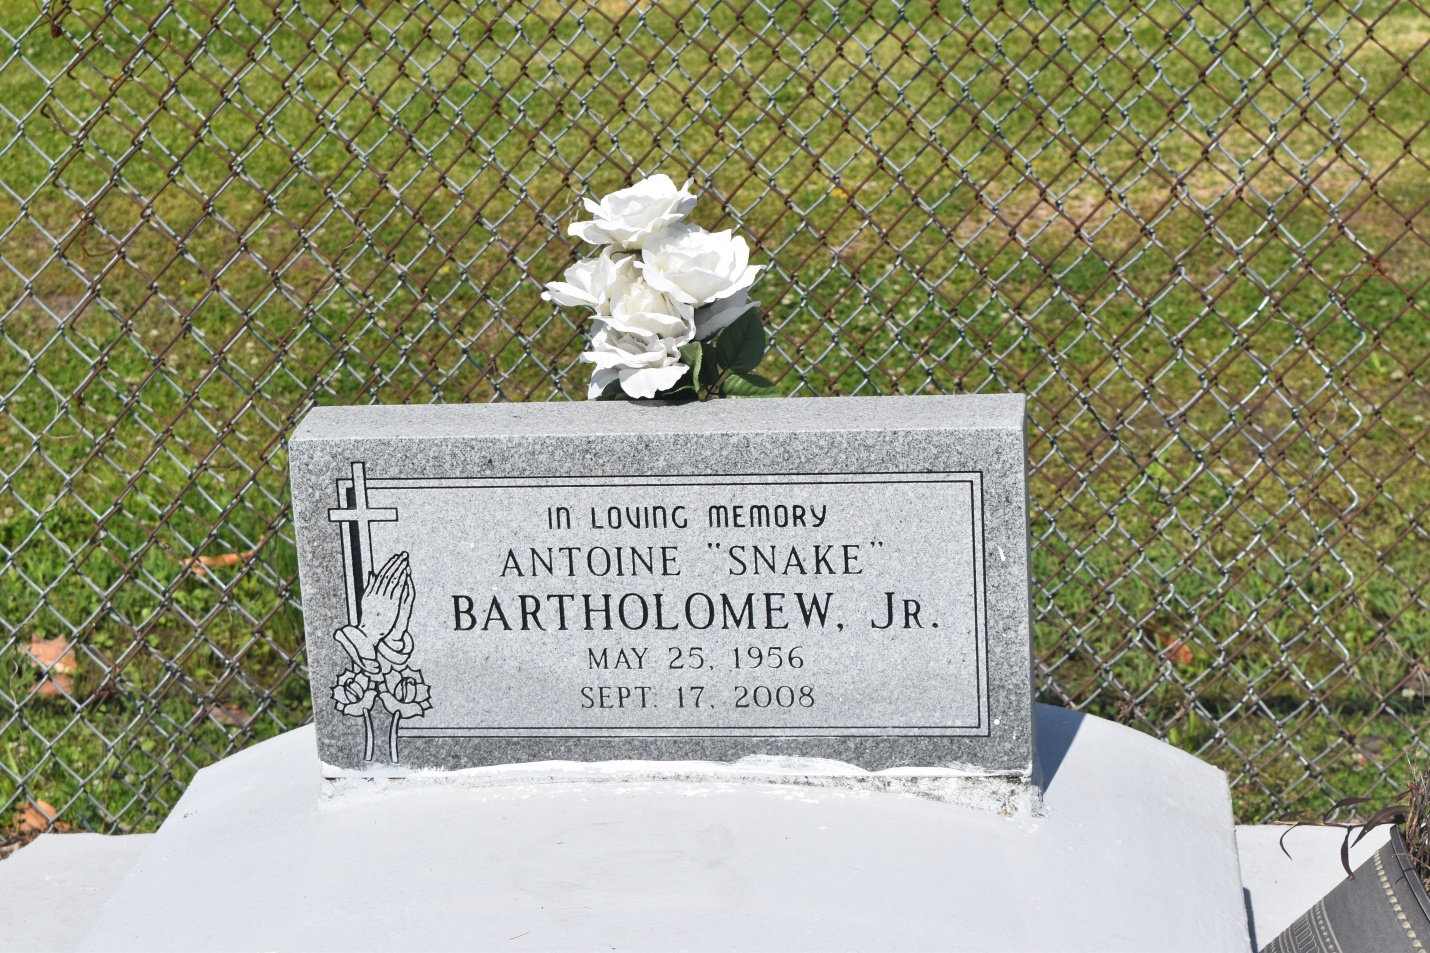 IN LOVING MEMORY
ANTOINE "SNAKE"
BARTHOLOMEW, JR.
MAY 25, 1956
SEPT. 17, 2008